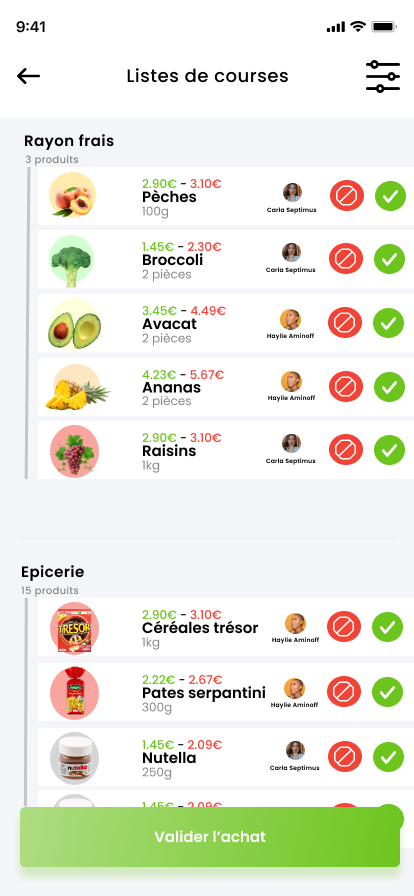 9:41
Listes de courses
Rayon frais
3 produits
2.90€ - 3.10€
Pèches
100g
Carla Septimus
1.45€ - 2.30€
Broccoli
2 pièces
Carla Septimus
3.45€ - 4.49€
Avacat
2 pièces
Haylie Aminoff
4.23€ - 5.67€
Ananas
2 pièces
Haylie Aminoff
2.90€ - 3.10€
Raisins
1kg
Carla Septimus
Epicerie
15 produits
TRESOR
2.90€ - 3.10€
Céréales trésor
1kg
Haylie Aminoff
2.22€ - 2.67€
Pates serpantini
300g
Haylie Aminoff
nutella
1.45€ - 2.09€
Nutella
250g
Carla Septimus
1.45€ - 2.09€
Valider l’achat